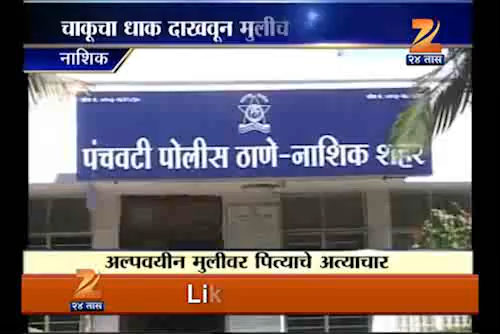 चाकूचा धाक दाखवून मुलीच
नाशिक
२४ तास
पंचवटी पोलीस ठाणे-नाशिक शहर
अल्पवयीन मुलीवर पित्याचे अत्याचार
२४ तास
Lik